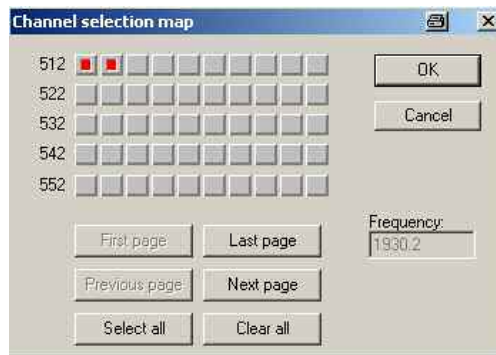 Channel selection map
512
522
532
542
552
OK
Cancel
Frequency:
1930.2
First page
Last page
Previous page
Next page
Select all
Clear all